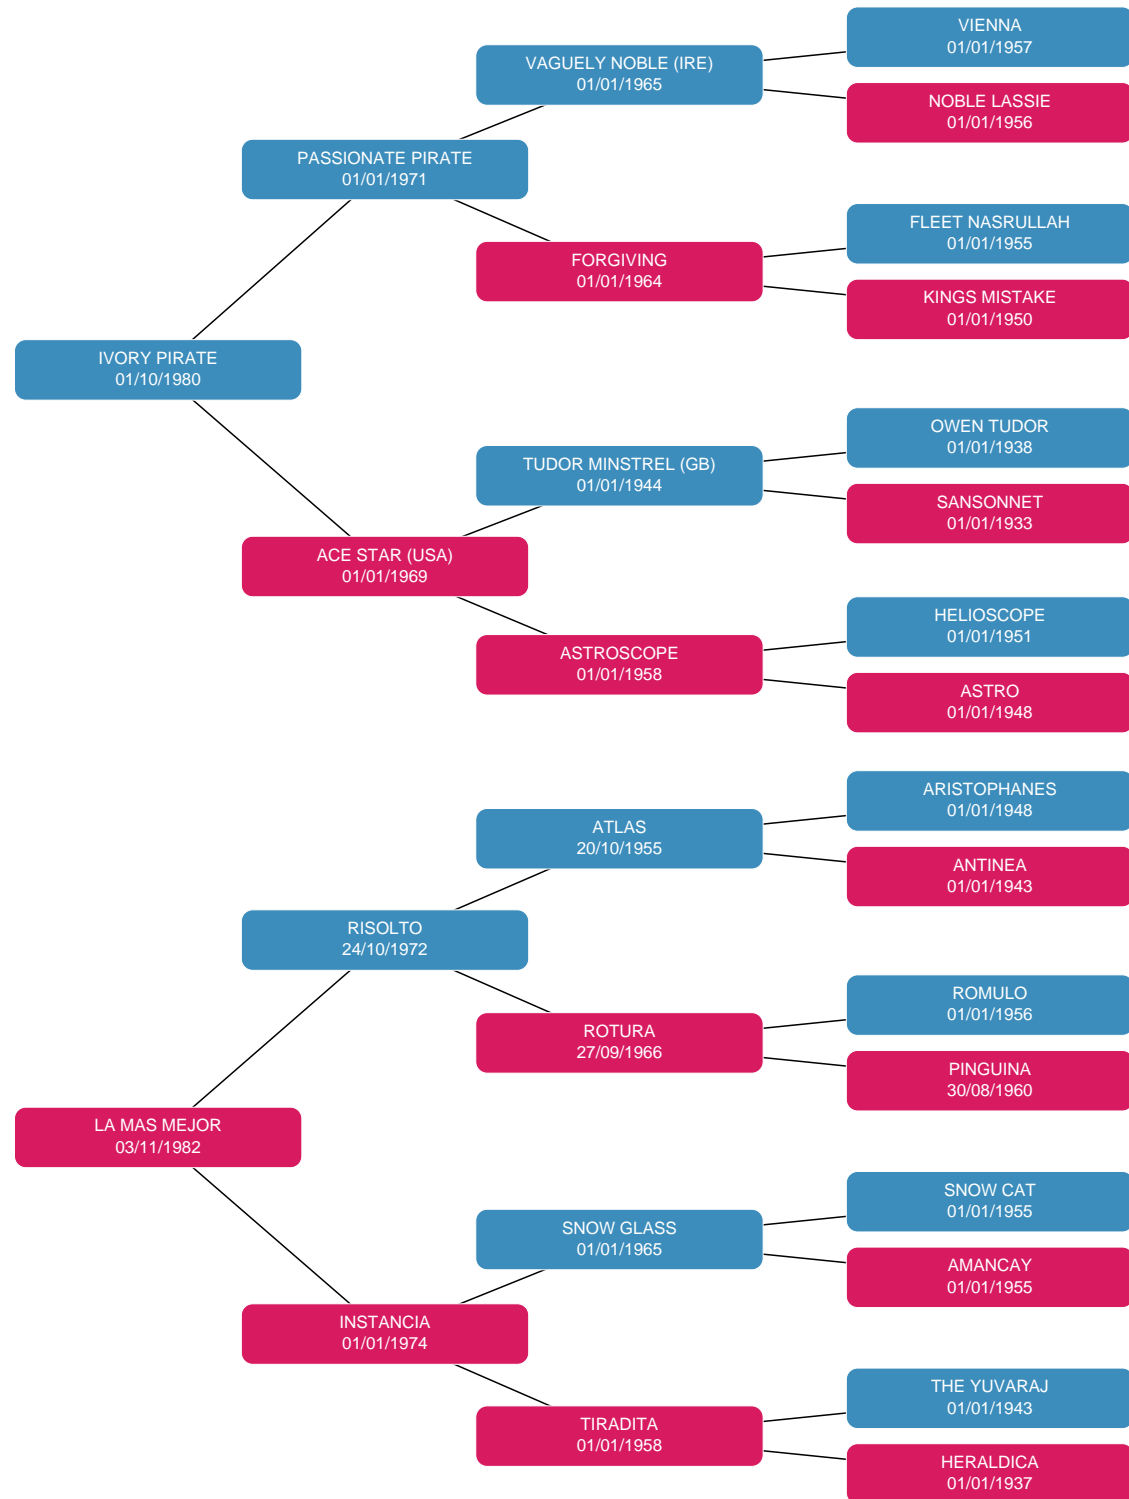 VIENNA
01/01/1957
VAGUELY NOBLE (IRE)
01/01/1965
NOBLE LASSIE
01/01/1956
PASSIONATE PIRATE
01/01/1971
FLEET NASRULLAH
01/01/1955
FORGIVING
01/01/1964
KINGS MISTAKE
01/01/1950
IVORY PIRATE
01/10/1980
OWEN TUDOR
01/01/1938
TUDOR MINSTREL (GB)
01/01/1944
SANSONNET
01/01/1933
ACE STAR (USA)
01/01/1969
HELIOSCOPE
01/01/1951
ASTROSCOPE
01/01/1958
ASTRO
01/01/1948
ARISTOPHANES
01/01/1948
ATLAS
20/10/1955
ANTINEA
01/01/1943
RISOLTO
24/10/1972
ROMULO
01/01/1956
ROTURA
27/09/1966
PINGUINA
30/08/1960
LA MAS MEJOR
03/11/1982
SNOW CAT
01/01/1955
SNOW GLASS
01/01/1965
AMANCAY
01/01/1955
INSTANCIA
01/01/1974
THE YUVARAJ
01/01/1943
TIRADITA
01/01/1958
HERALDICA
01/01/1937